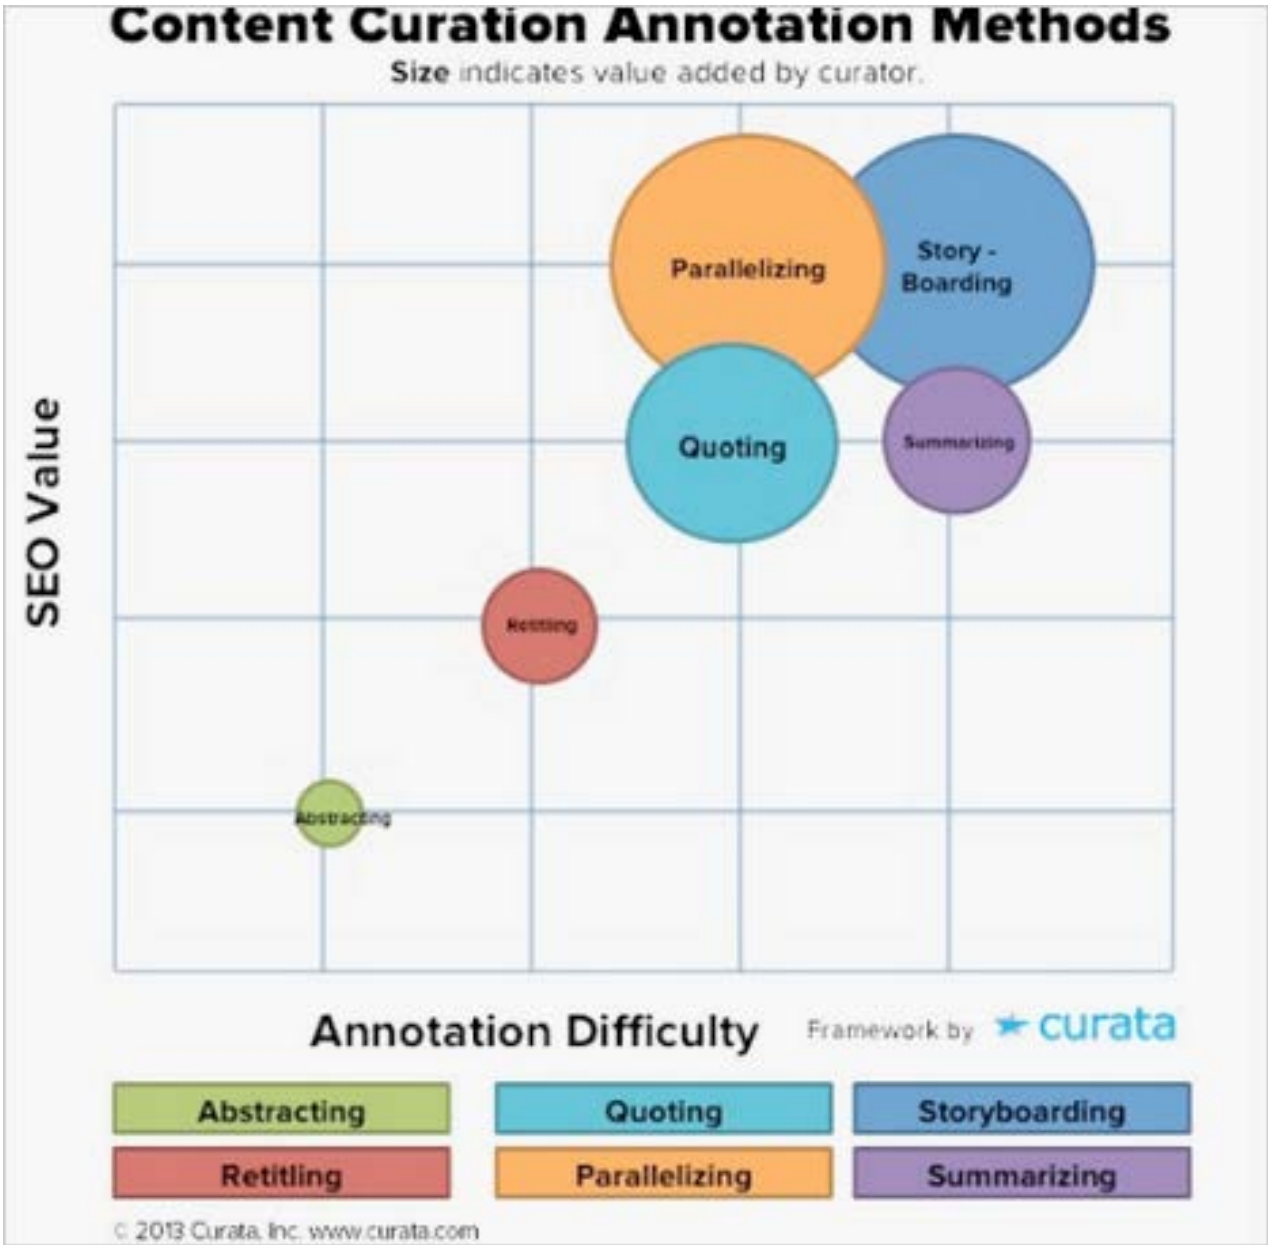 Content Curation Annotation Methods
Size indicates value added by curator.
SEO Value
Parallelizing
Story -
Boarding
Quoting
Summarizing
Retitling
Abstracting
Annotation Difficulty
Framework by curata
Abstracting
Quoting
Storyboarding
Retitling
Parallelizing
Summarizing
© 2013 Curata, Inc. www.curata.com